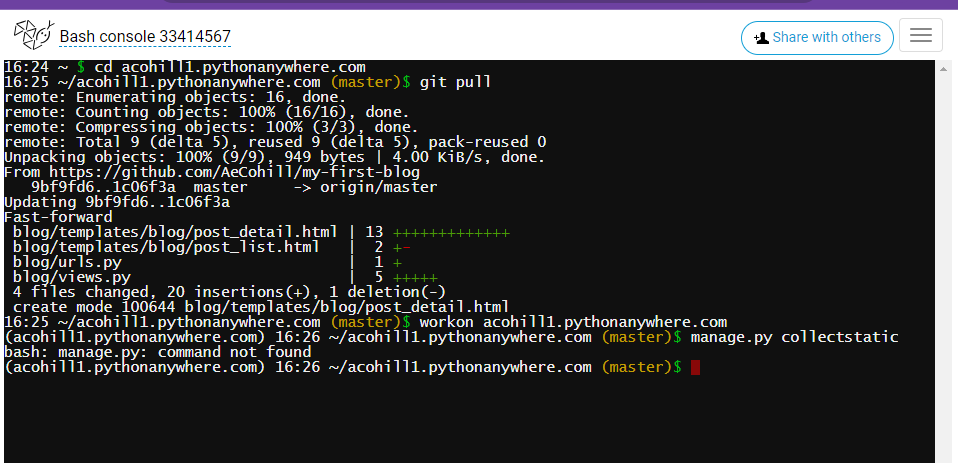 Bash console 33414567
Share with others
16:24 ~ $ cd acohill1.pythonanywhere.com
16:25 ~/acohill1.pythonanywhere.com (master)$ git pull
remote: Enumerating objects: 16, done.
remote: Counting objects: 100% (16/16), done.
remote: Compressing objects: 100% (3/3), done.
remote: Total 9 (delta 5), reused 9 (delta 5), pack-reused 0
Unpacking objects: 100% (9/9), 949 bytes | 4.00 KiB/s, done.
From https://github.com/AeCohill/my-first-blog
   9bf9fd6..1c06f3a  master     -> origin/master
Updating 9bf9fd6..1c06f3a
Fast-forward
 blog/templates/blog/post_detail.html | 13 +++++++++++++
 blog/templates/blog/post_list.html   |  2 +-
 blog/urls.py                         |  1 +
 blog/views.py                        |  5 +++++
 4 files changed, 20 insertions(+), 1 deletion(-)
 create mode 100644 blog/templates/blog/post_detail.html
16:25 ~/acohill1.pythonanywhere.com (master)$ workon acohill1.pythonanywhere.com
(acohill1.pythonanywhere.com) 16:26 ~/acohill1.pythonanywhere.com (master)$ manage.py collectstatic
bash: manage.py: command not found
(acohill1.pythonanywhere.com) 16:26 ~/acohill1.pythonanywhere.com (master)$